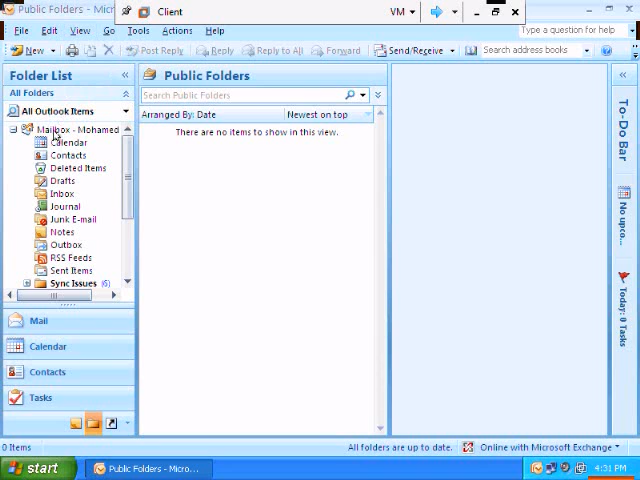 Public Folders - Micr
Client
VM
File Edit View Go Tools Actions Help
Type a question for help
New Post Reply Reply Reply to All Forward Send/Receive Search address books
Folder List
All Folders
All Outlook Items
Mailbox - Mohamed
Calendar
Contacts
Deleted Items
Drafts
Inbox
Journal
Junk E-mail
Notes
Outbox
RSS Feeds
Sent Items
Sync Issues (6)
Mail
Calendar
Contacts
Tasks
Public Folders
Search Public Folders
Arranged By: Date Newest on top
There are no items to show in this view.
To-Do Bar
No upco...
Today: 0 Tasks
0 Items
All folders are up to date. Online with Microsoft Exchange
start
Public Folders - Micro...
4:31 PM